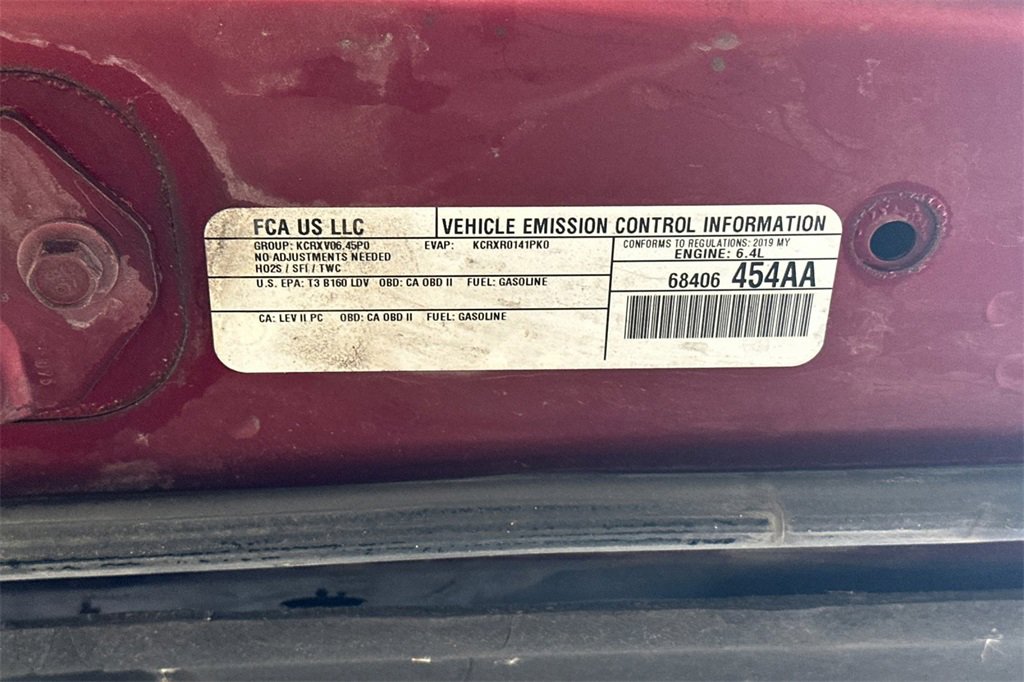 FCA US LLC VEHICLE EMISSION CONTROL INFORMATION
GROUP: KCRXV06.45P0 EVAP: KCRXR0141PK0
NO ADJUSTMENTS NEEDED
HO2S / SFI / TWC
CONFORMS TO REGULATIONS: 2019 MY
ENGINE: 6.4L
U.S. EPA: T3 B160 LDV OBD: CA OBD II FUEL: GASOLINE
68406 454AA
CA: LEV II PC OBD: CA OBD II FUEL: GASOLINE